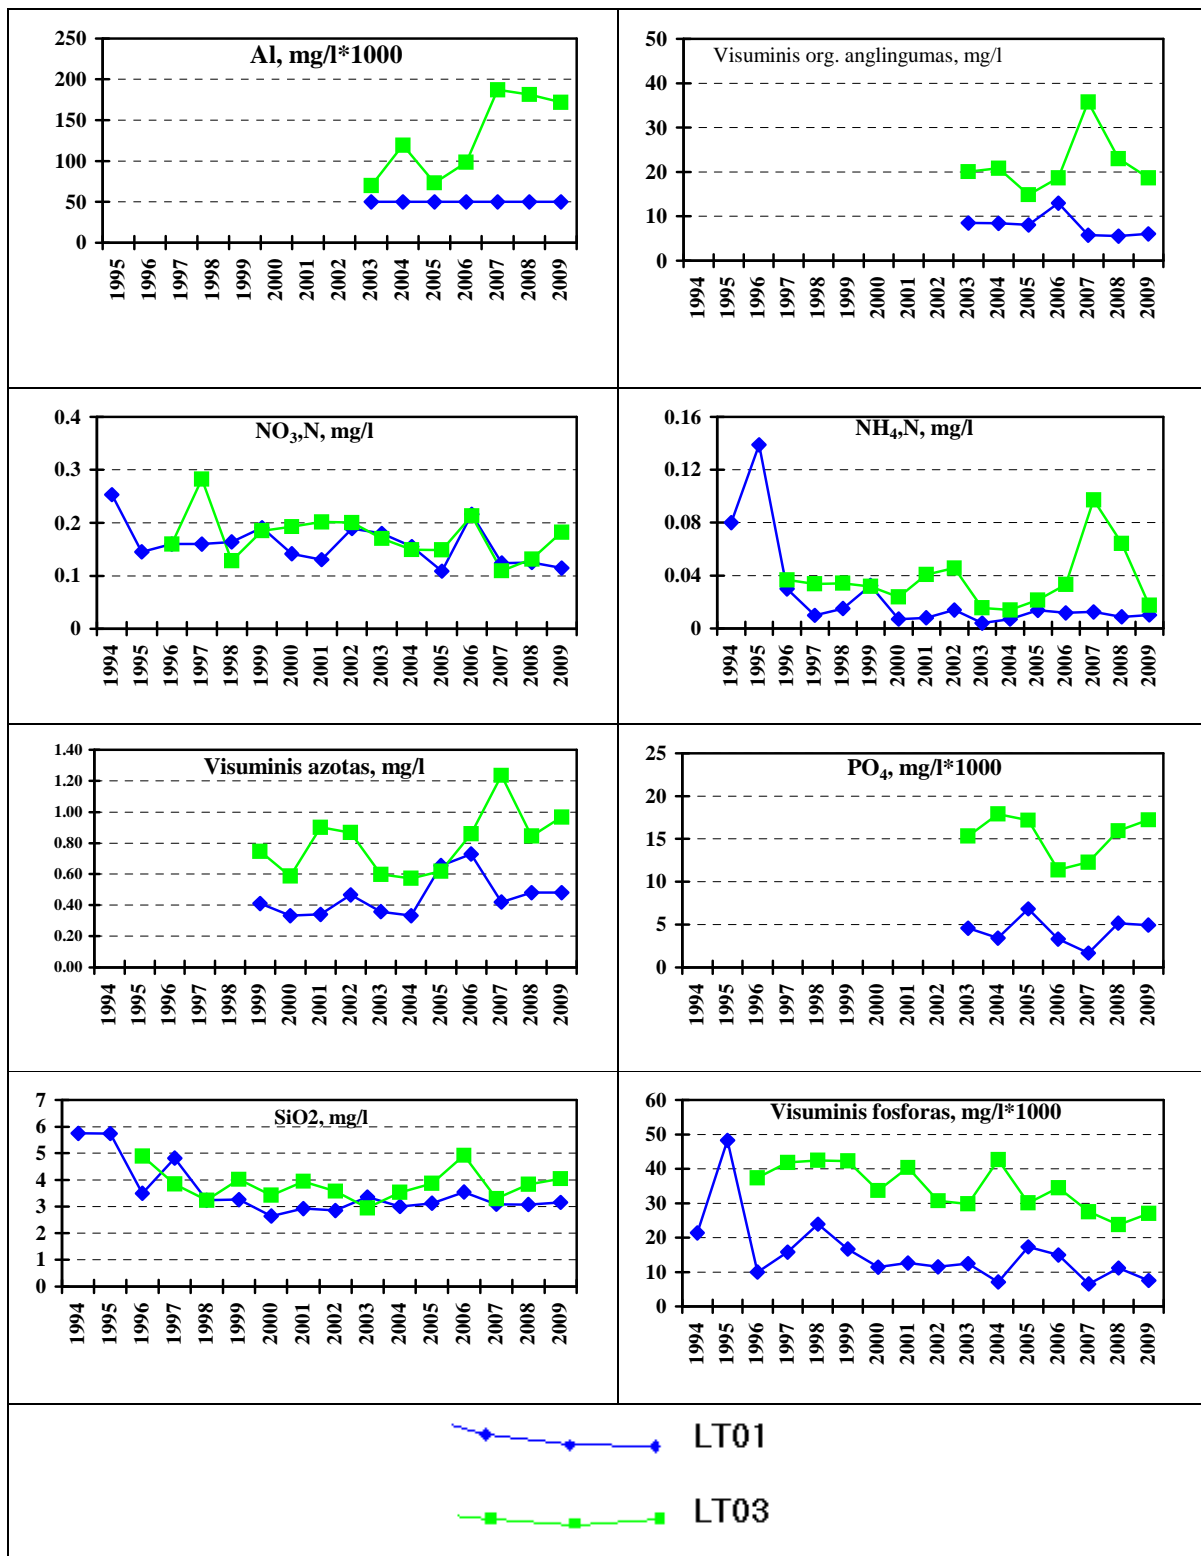 Al, mg/l*1000
250
200
150
100
50
0
1995 1996 1997 1998 1999 2000 2001 2002 2003 2004 2005 2006 2007 2008 2009
Visuminis org. anglingumas, mg/l
50
40
30
20
10
0
1994 1995 1996 1997 1998 1999 2000 2001 2002 2003 2004 2005 2006 2007 2008 2009
NO3,N, mg/l
0.4
0.3
0.2
0.1
0
1994 1995 1996 1997 1998 1999 2000 2001 2002 2003 2004 2005 2006 2007 2008 2009
NH4,N, mg/l
0.16
0.12
0.08
0.04
0
1994 1995 1996 1997 1998 1999 2000 2001 2002 2003 2004 2005 2006 2007 2008 2009
Visuminis azotas, mg/l
1.40
1.20
1.00
0.80
0.60
0.40
0.20
0.00
1994 1995 1996 1997 1998 1999 2000 2001 2002 2003 2004 2005 2006 2007 2008 2009
PO4, mg/l*1000
25
20
15
10
5
0
1994 1995 1996 1997 1998 1999 2000 2001 2002 2003 2004 2005 2006 2007 2008 2009
SiO2, mg/l
7
6
5
4
3
2
1
0
1994 1995 1996 1997 1998 1999 2000 2001 2002 2003 2004 2005 2006 2007 2008 2009
Visuminis fosforas, mg/l*1000
60
50
40
30
20
10
0
1994 1995 1996 1997 1998 1999 2000 2001 2002 2003 2004 2005 2006 2007 2008 2009
LT01
LT03